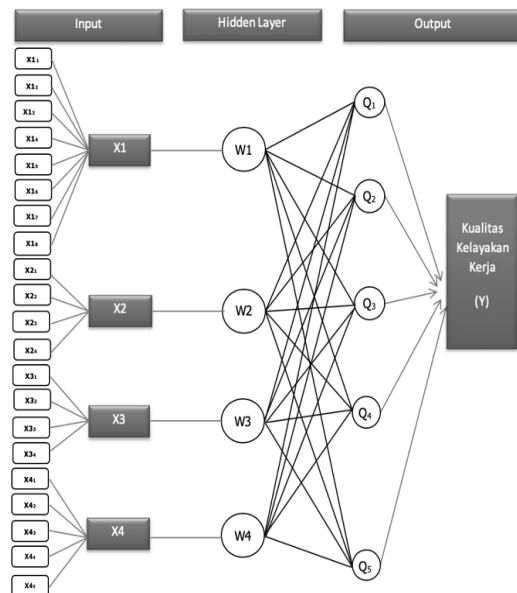 Input
Hidden Layer
Output
X1₁
X1₂
X1₃
X1₄
X1₅
X1₆
X1₇
X1₈
X2₁
X2₂
X2₃
X2₄
X3₁
X3₂
X3₃
X3₄
X4₁
X4₂
X4₃
X4₄
X4₅
X1
X2
X3
X4
W1
W2
W3
W4
Q₁
Q₂
Q₃
Q₄
Q₅
Kualitas
Kelayakan
Kerja
(Y)